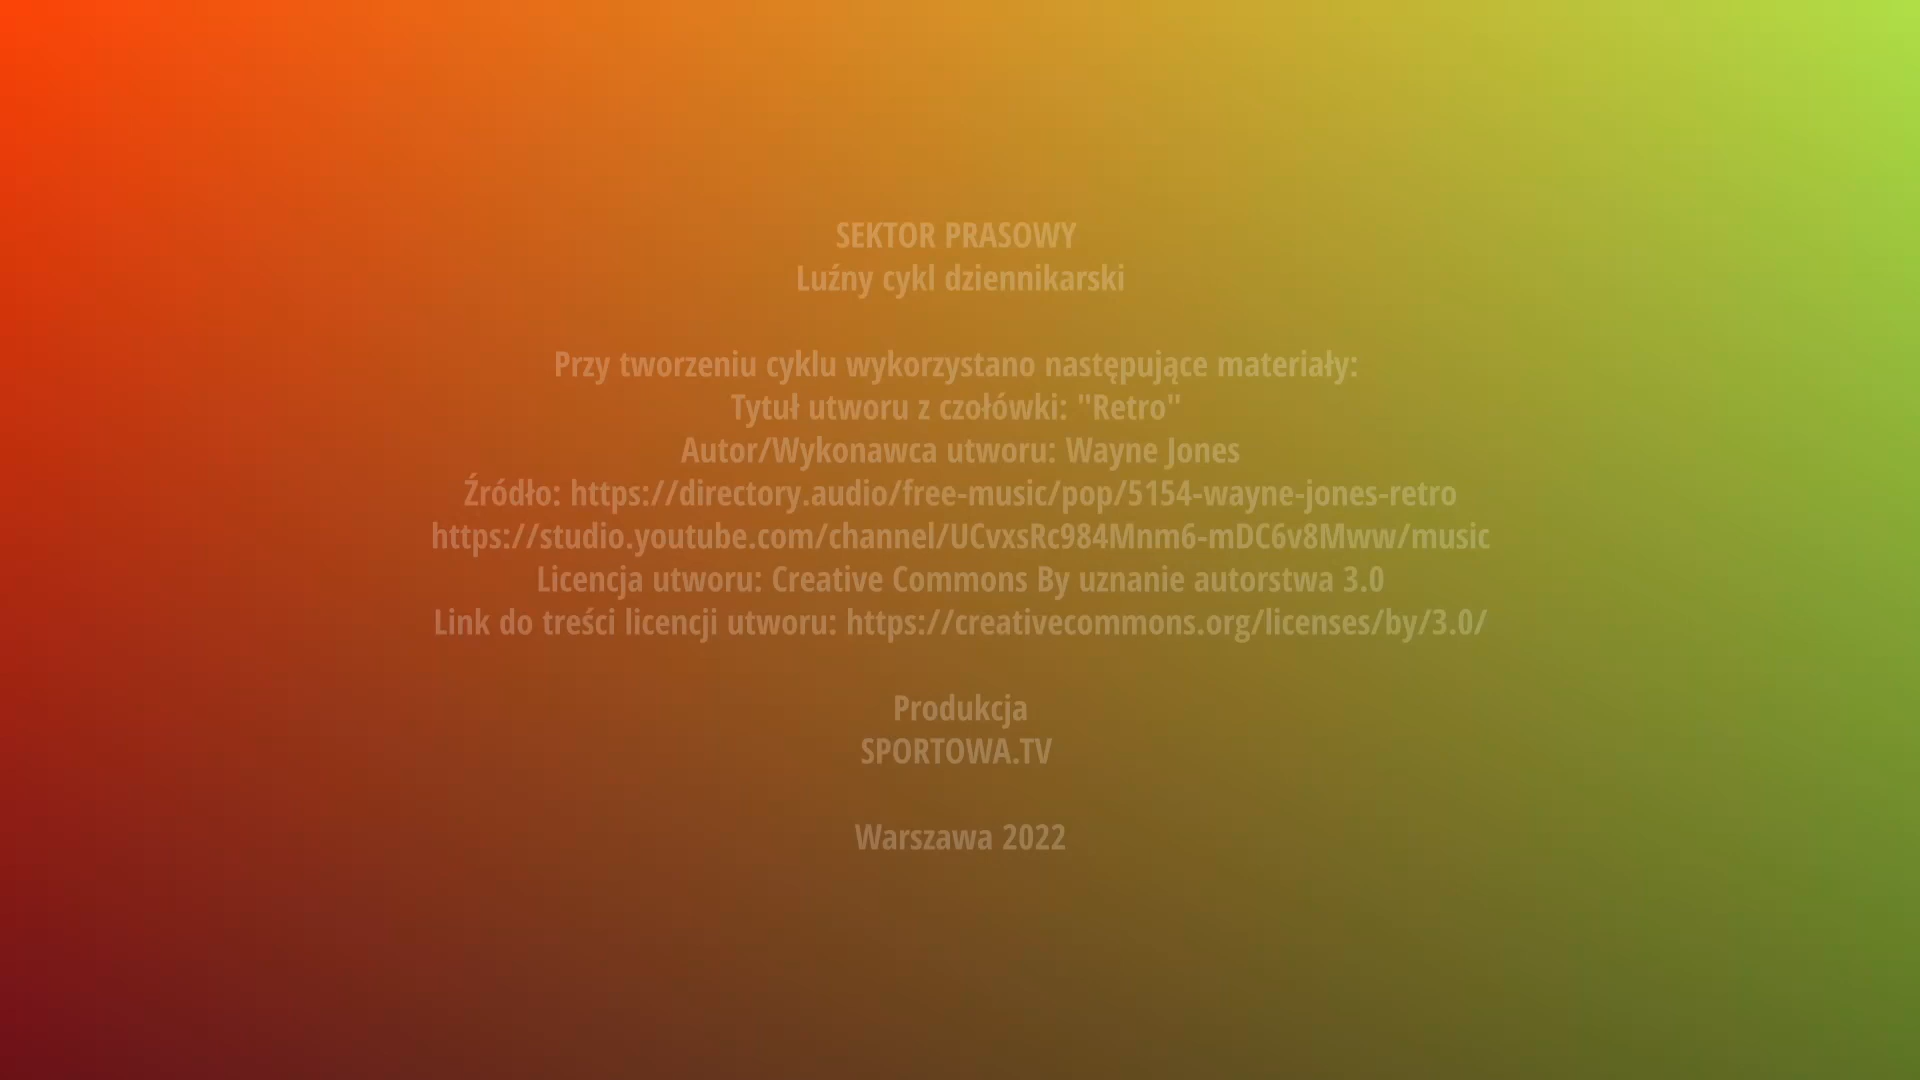 SEKTOR PRASOWY
Luźny cykl dziennikarski
Przy tworzeniu cyklu wykorzystano następujące materiały:
Tytuł utworu z czołówki: "Retro"
Autor/Wykonawca utworu: Wayne Jones
Źródło: https://directory.audio/free-music/pop/5154-wayne-jones-retro
https://studio.youtube.com/channel/UCvxsRc984Mnm6-mDC6v8Mww/music
Licencja utworu: Creative Commons By uznanie autorstwa 3.0
Link do treści licencji utworu: https://creativecommons.org/licenses/by/3.0/
Produkcja
SPORTOWA.TV
Warszawa 2022